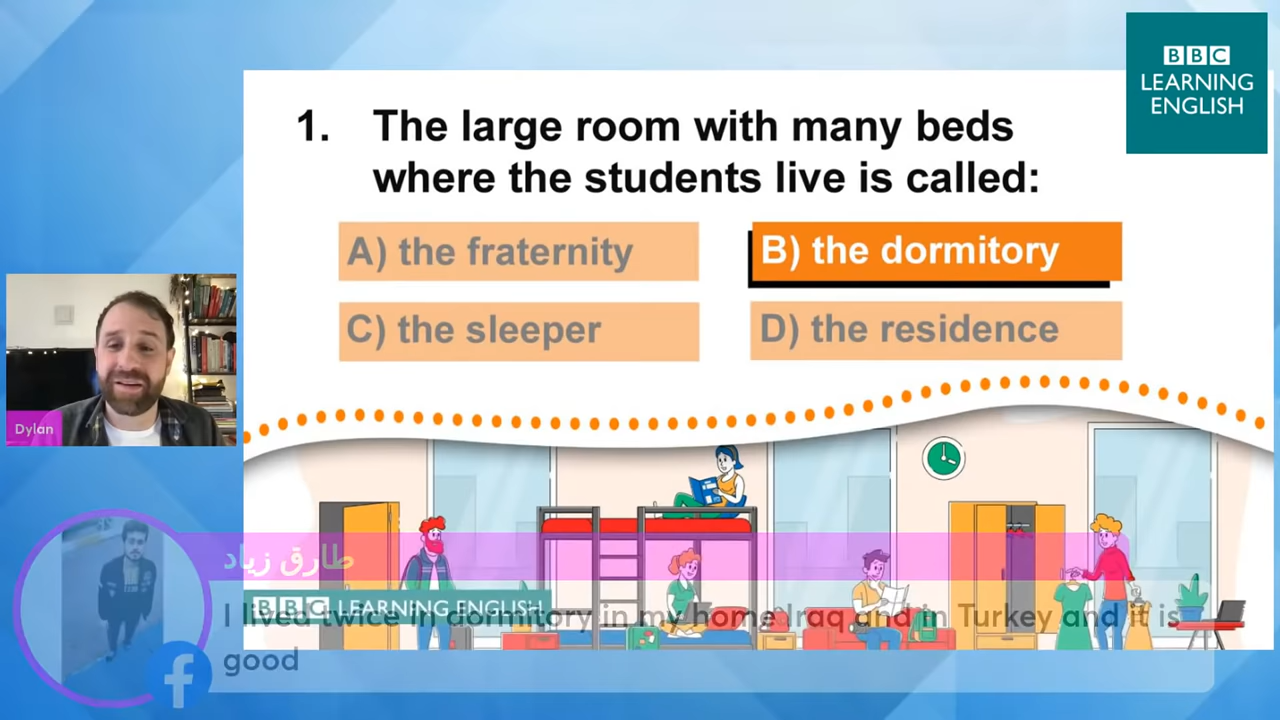 BBC
LEARNING
ENGLISH
1. The large room with many beds
where the students live is called:
A) the fraternity
B) the dormitory
C) the sleeper
D) the residence
Dylan
طارق زياد
BBC LEARNING ENGLISH
I lived twice in dormitory in my home Iraq and in Turkey and it is
good
f